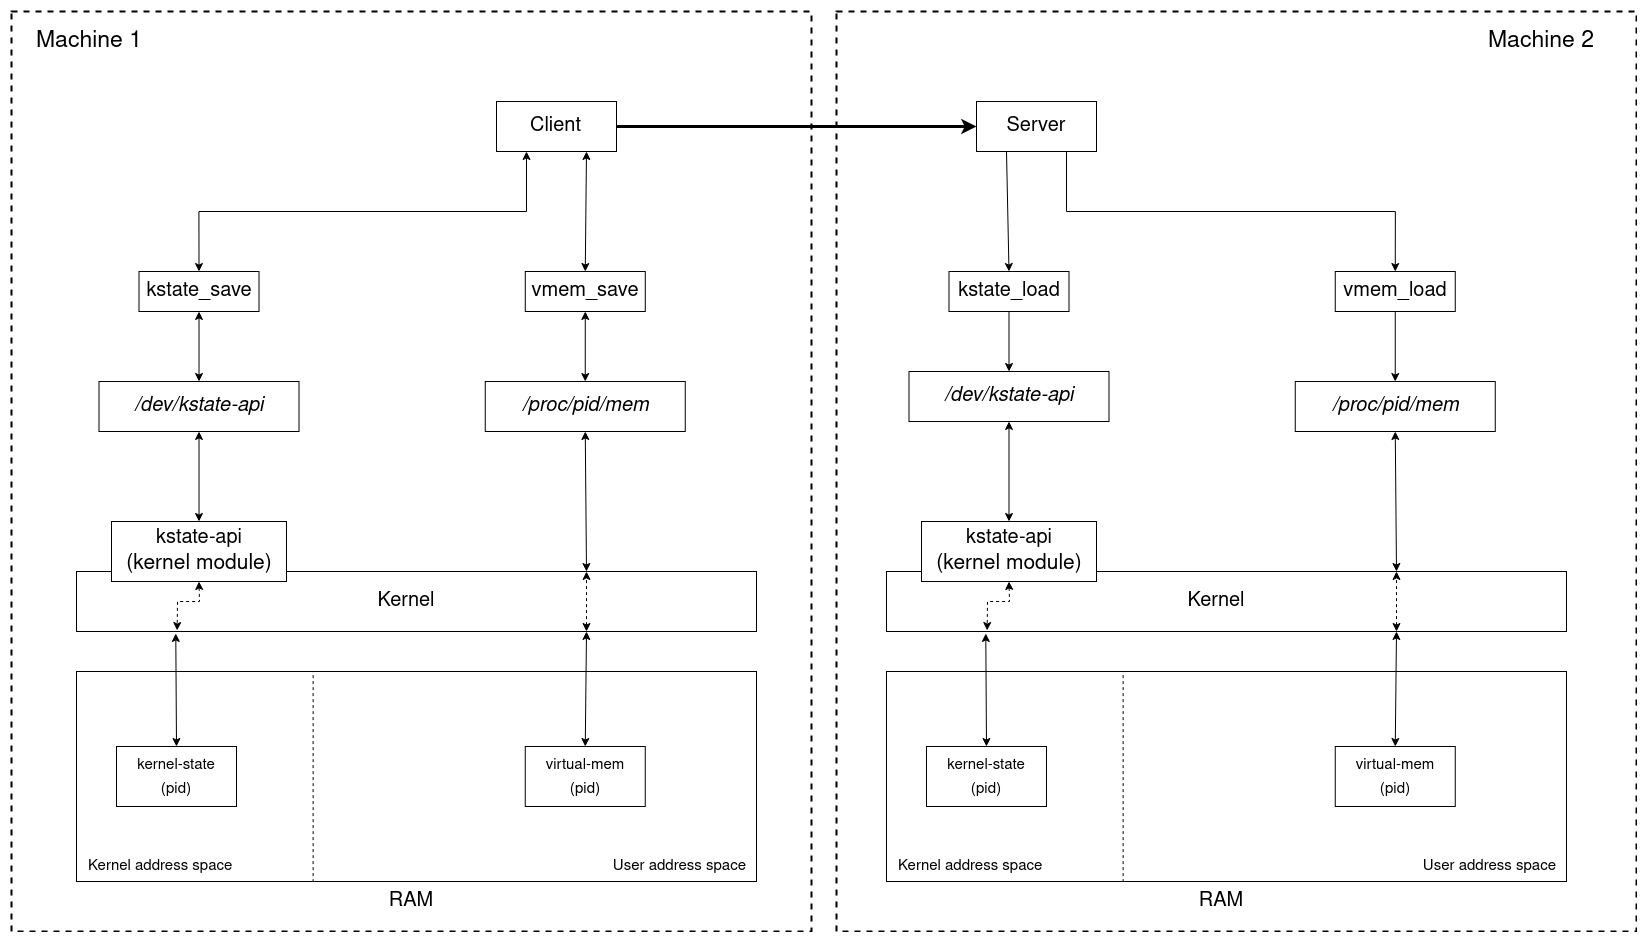 Machine 1
Machine 2
Client
Server
kstate_save
vmem_save
kstate_load
vmem_load
/dev/kstate-api
/proc/pid/mem
/dev/kstate-api
/proc/pid/mem
kstate-api
(kernel module)
kstate-api
(kernel module)
Kernel
Kernel
kernel-state
(pid)
virtual-mem
(pid)
kernel-state
(pid)
virtual-mem
(pid)
Kernel address space
User address space
Kernel address space
User address space
RAM
RAM